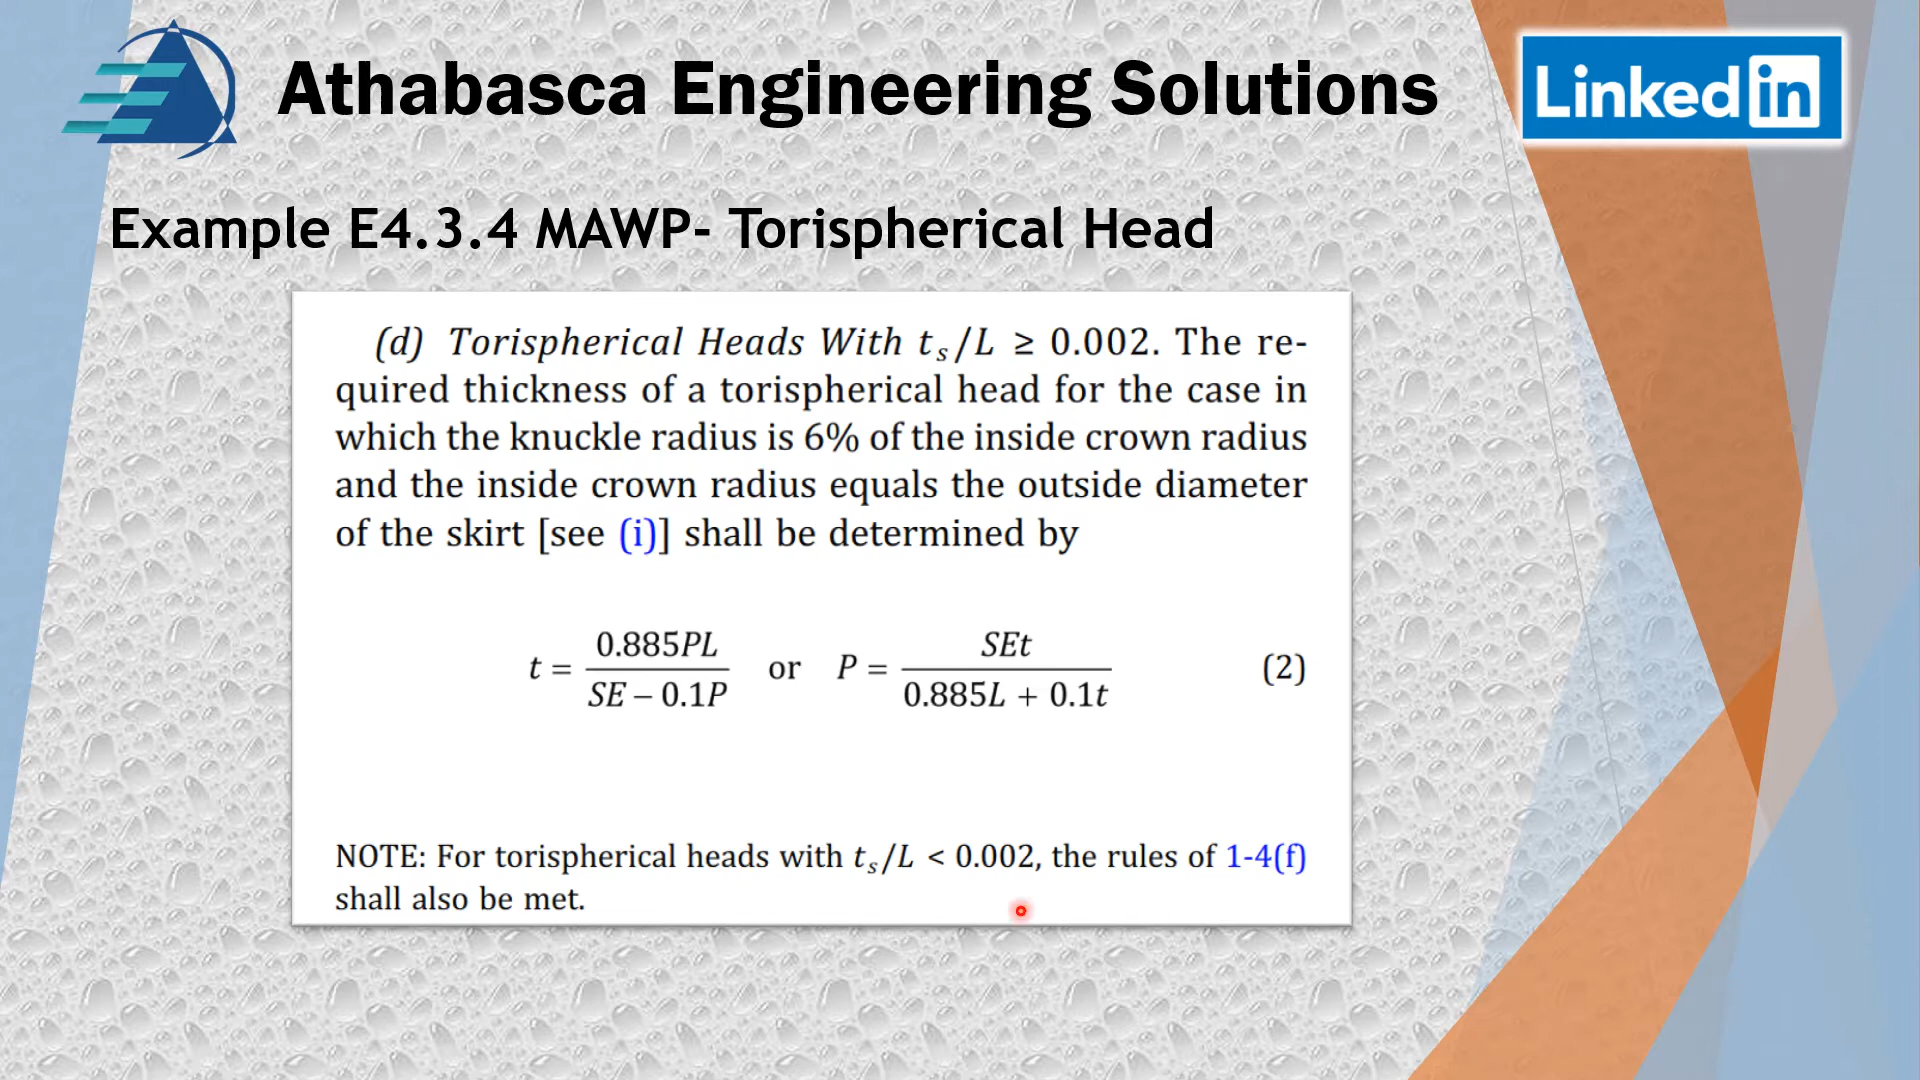 Athabasca Engineering Solutions
Linked in
Example E4.3.4 MAWP- Torispherical Head
(d) Torispherical Heads With tₛ/L ≥ 0.002. The re-
quired thickness of a torispherical head for the case in
which the knuckle radius is 6% of the inside crown radius
and the inside crown radius equals the outside diameter
of the skirt [see (i)] shall be determined by
t = 0.885PL / SE – 0.1P or P = SEt / 0.885L + 0.1t (2)
NOTE: For torispherical heads with tₛ/L < 0.002, the rules of 1-4(f)
shall also be met.